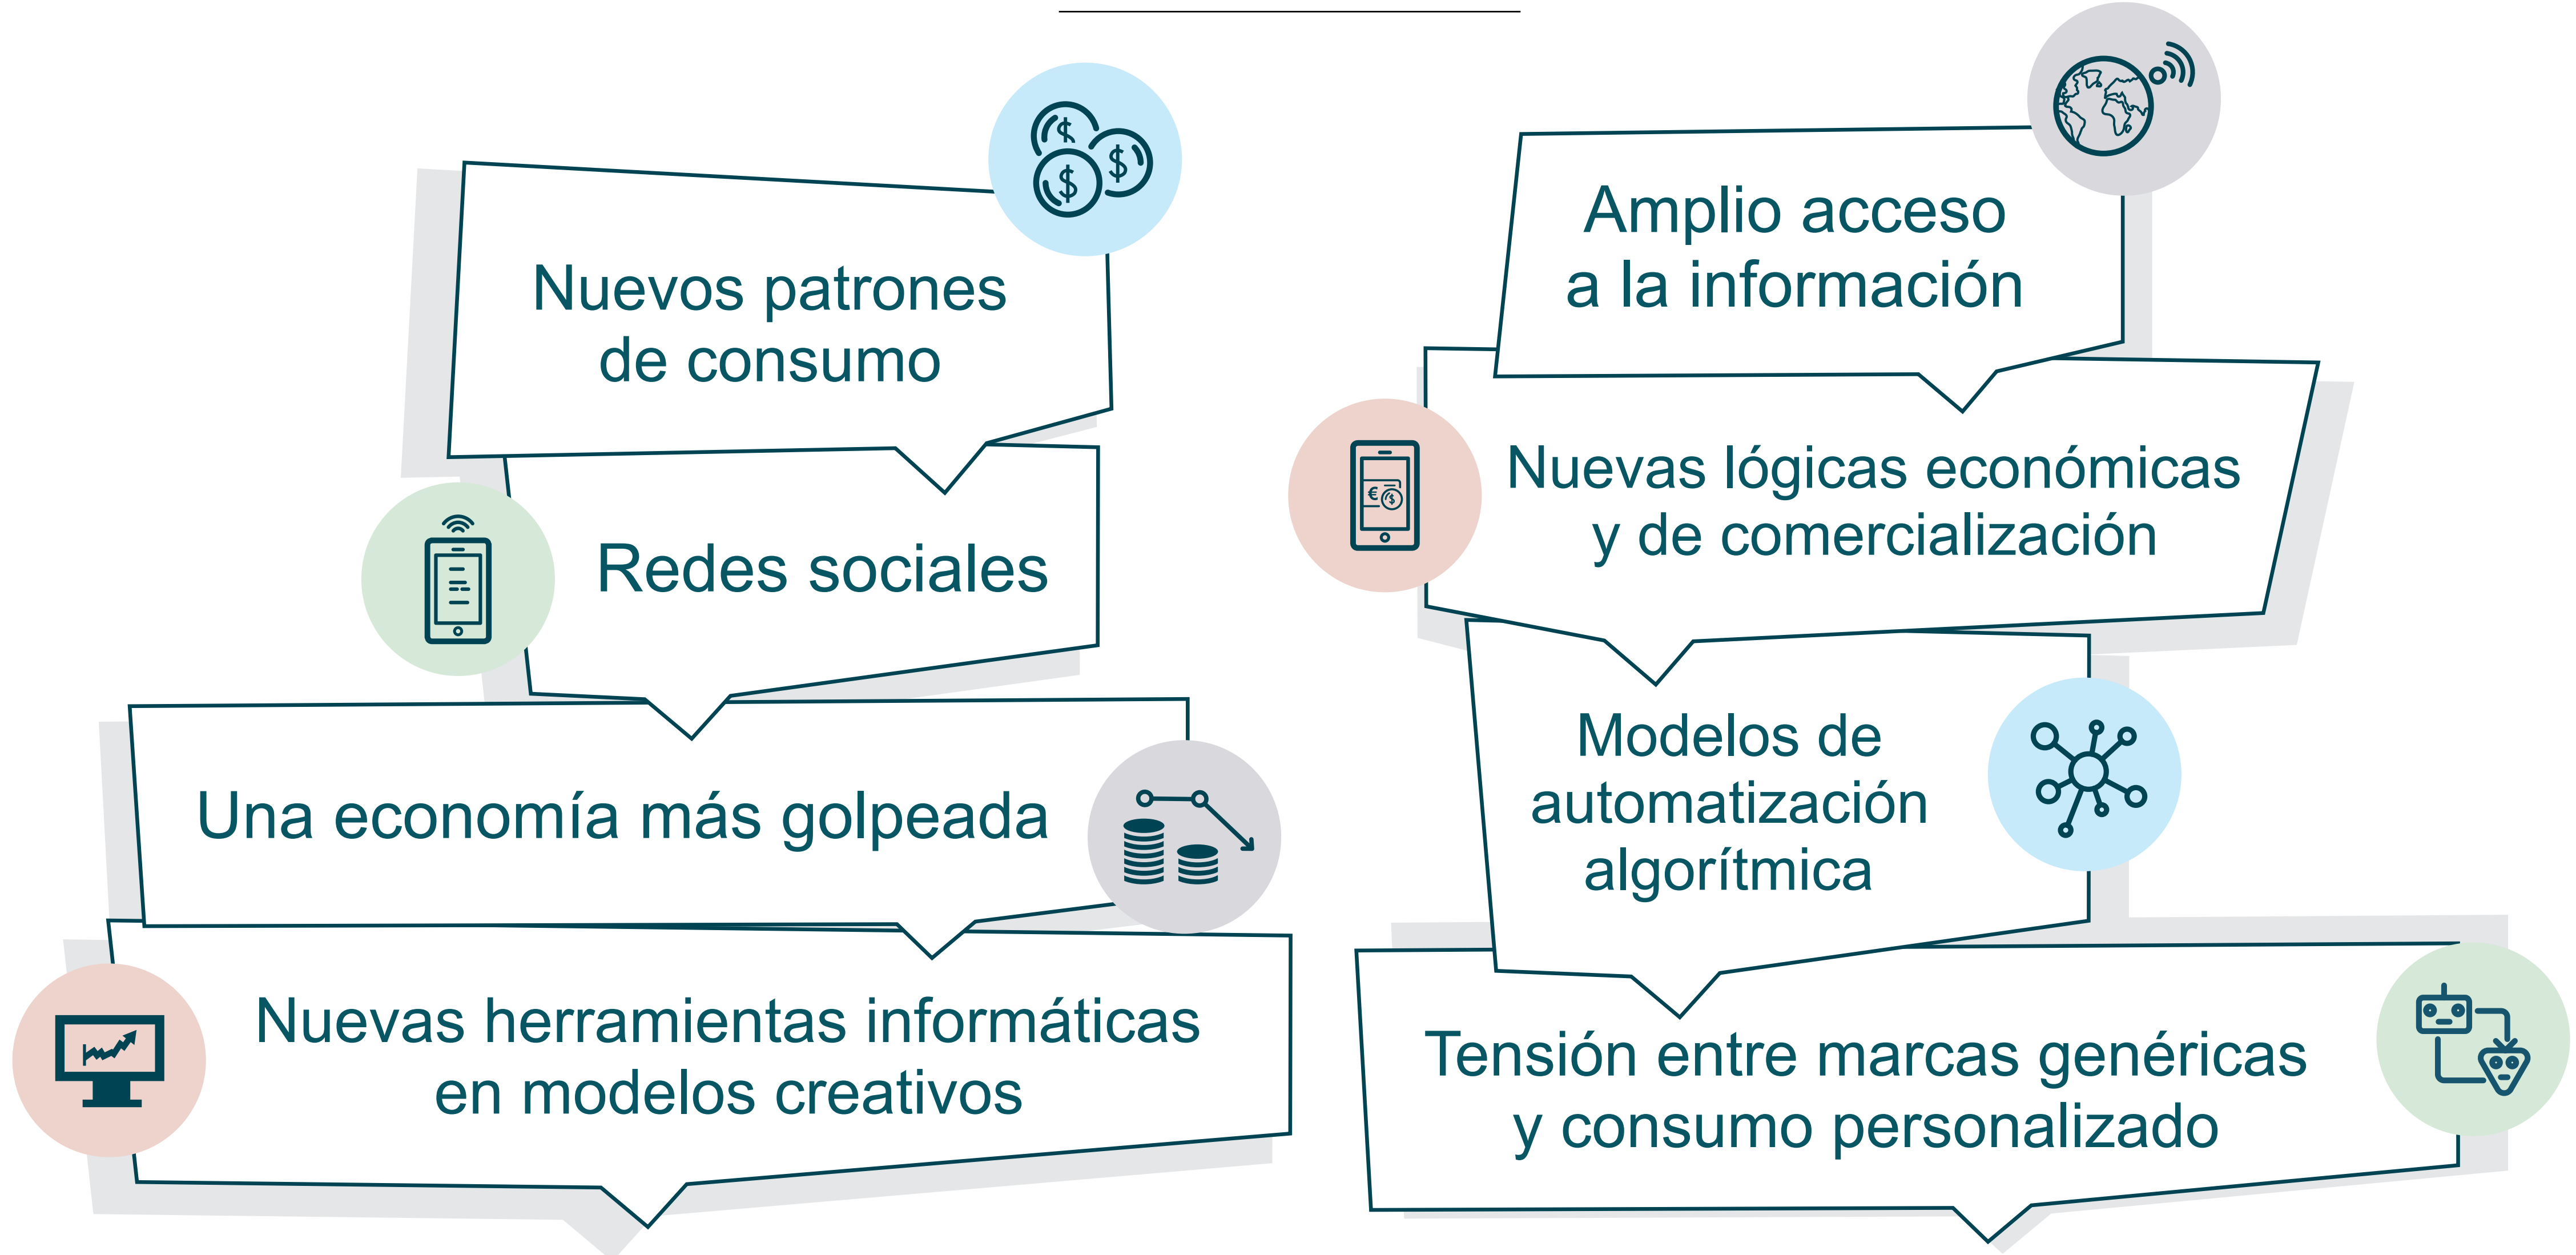 Nuevos patrones
de consumo
Redes sociales
Una economía más golpeada
Nuevas herramientas informáticas
en modelos creativos
Amplio acceso
a la información
Nuevas lógicas económicas
y de comercialización
Modelos de
automatización
algorítmica
Tensión entre marcas genéricas
y consumo personalizado